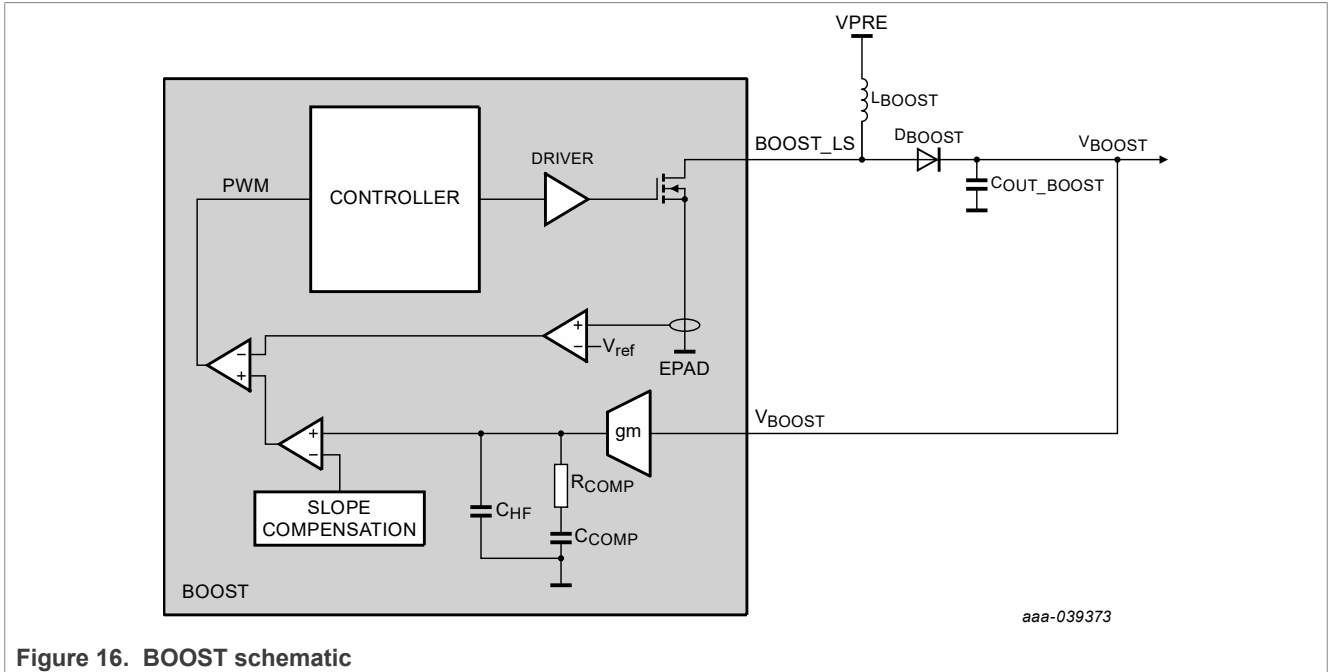 VPRE
LBOOST
DBOOST
BOOST_LS
VBOOST
DRIVER
COUT_BOOST
PWM
CONTROLLER
+
−
Vref
−
+
EPAD
VBOOST
gm
+
−
RCOMP
SLOPE
COMPENSATION
CHF
CCOMP
BOOST
aaa-039373
Figure 16. BOOST schematic